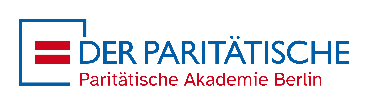 DER PARITÄTISCHE
Paritätische Akademie Berlin